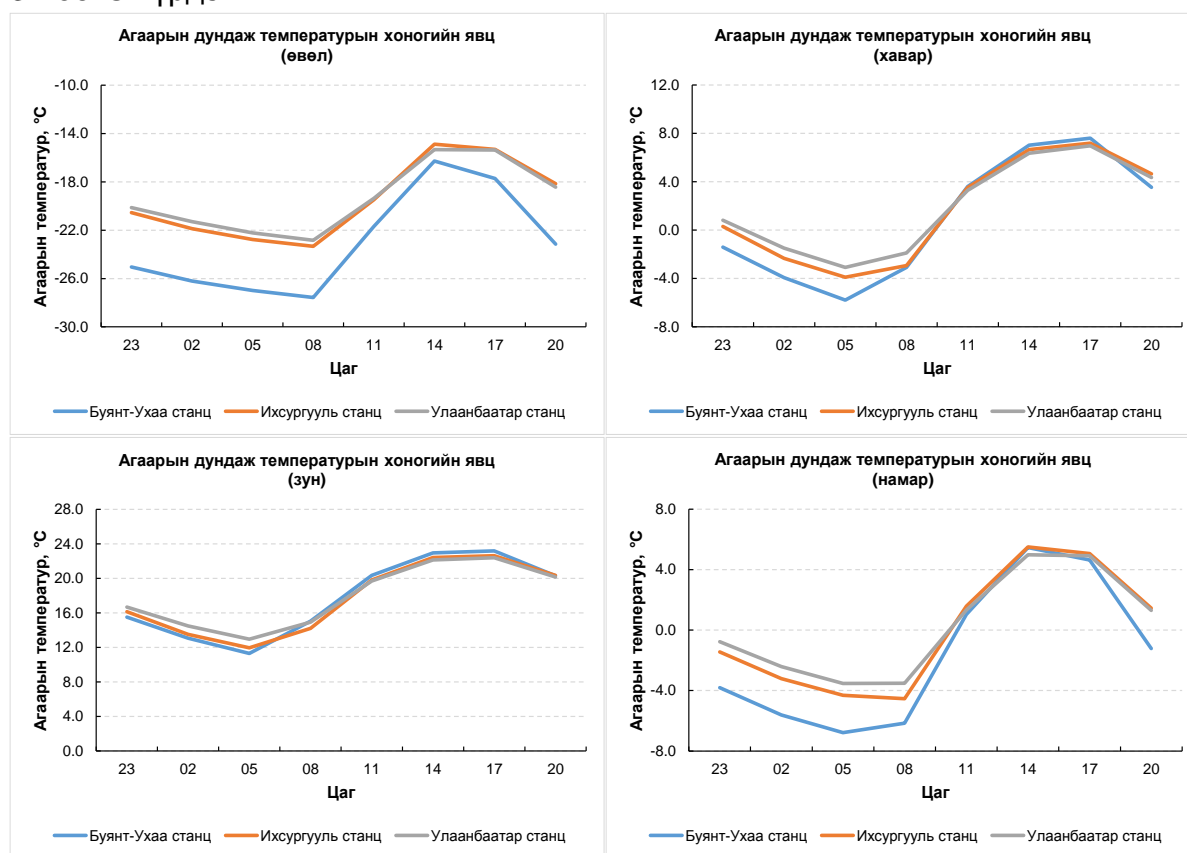 Агаарын дундаж температурын хоногийн явц
(өвөл)
Агаарын температур, °C
-10.0
-14.0
-18.0
-22.0
-26.0
-30.0
23 02 05 08 11 14 17 20
Цаг
Буянт-Ухаа станц Ихсургууль станц Улаанбаатар станц
Агаарын дундаж температурын хоногийн явц
(хавар)
Агаарын температур, °C
12.0
8.0
4.0
0.0
-4.0
-8.0
23 02 05 08 11 14 17 20
Цаг
Буянт-Ухаа станц Ихсургууль станц Улаанбаатар станц
Агаарын дундаж температурын хоногийн явц
(зун)
Агаарын температур, °C
28.0
24.0
20.0
16.0
12.0
8.0
4.0
0.0
23 02 05 08 11 14 17 20
Цаг
Буянт-Ухаа станц Ихсургууль станц Улаанбаатар станц
Агаарын дундаж температурын хоногийн явц
(намар)
Агаарын температур, °C
8.0
4.0
0.0
-4.0
-8.0
23 02 05 08 11 14 17 20
Цаг
Буянт-Ухаа станц Ихсургууль станц Улаанбаатар станц